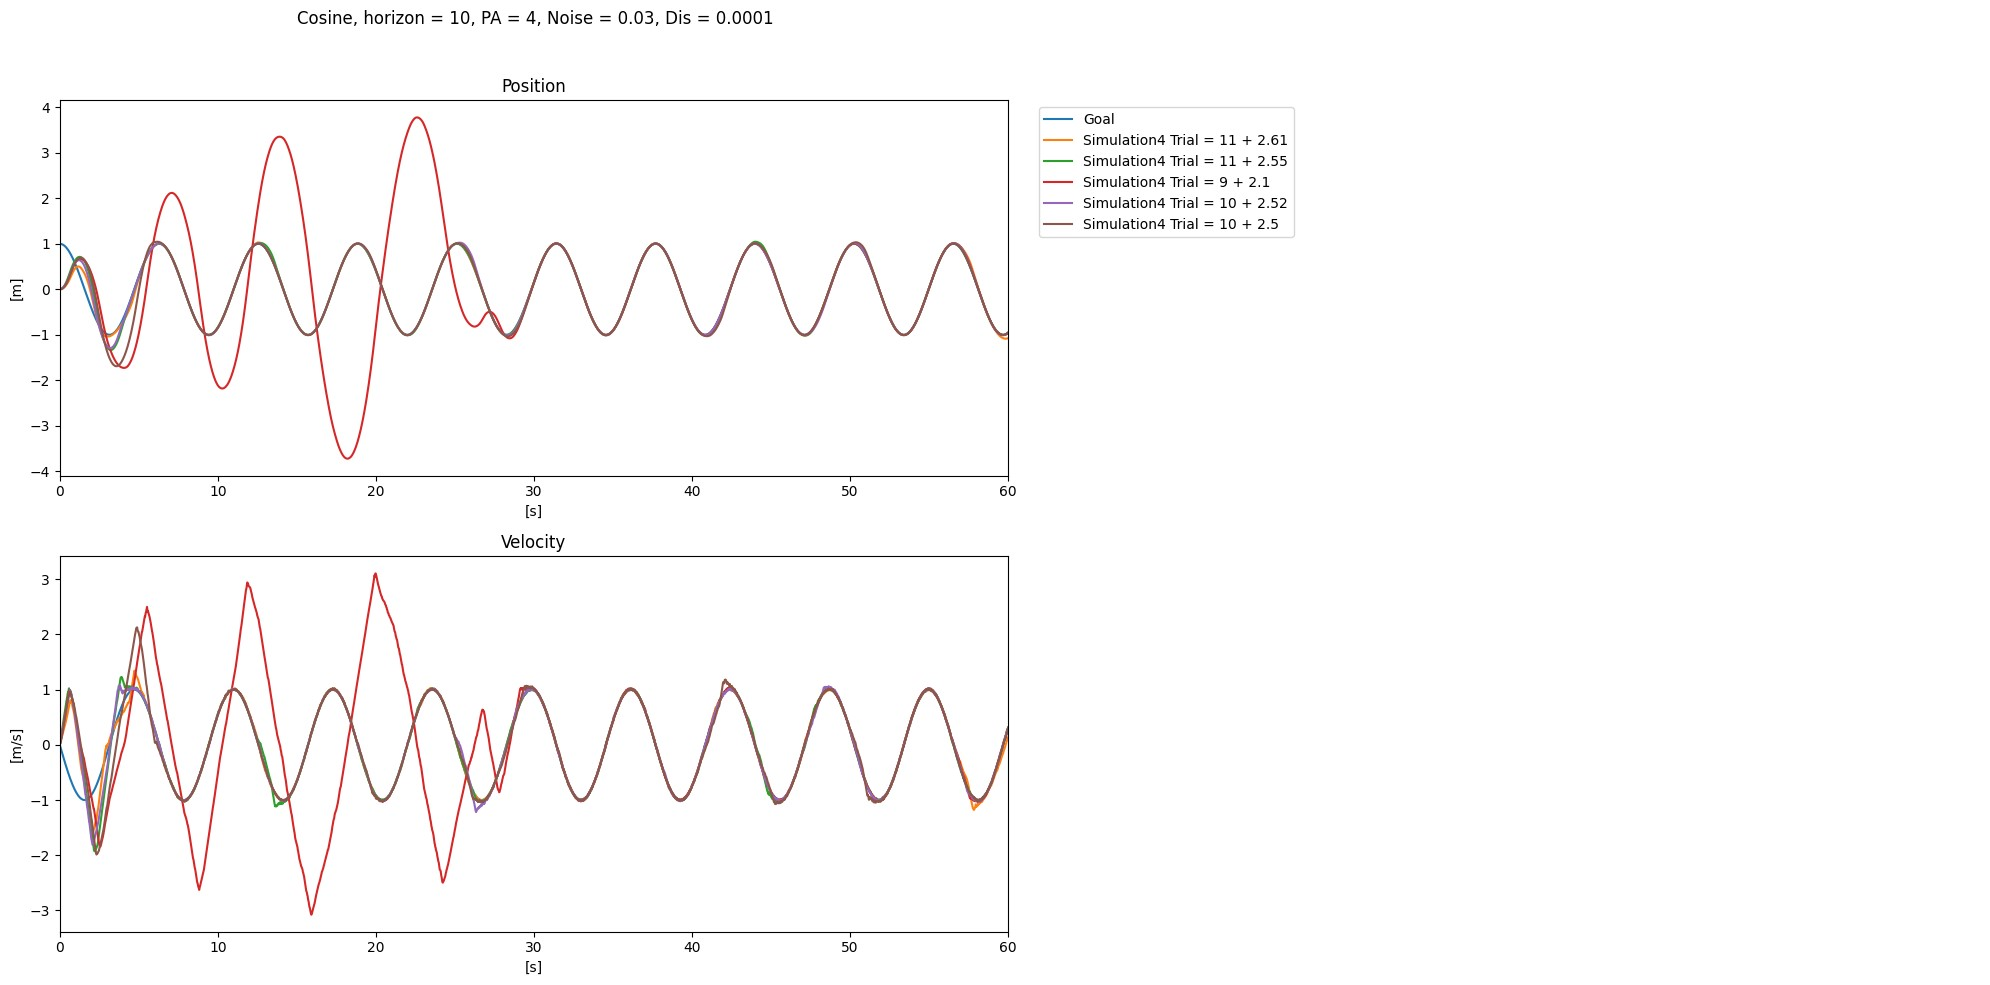 Cosine, horizon = 10, PA = 4, Noise = 0.03, Dis = 0.0001
Position
4
3
2
1
0
−1
−2
−3
−4
[m]
0 10 20 30 40 50 60
[s]
Goal
Simulation4 Trial = 11 + 2.61
Simulation4 Trial = 11 + 2.55
Simulation4 Trial = 9 + 2.1
Simulation4 Trial = 10 + 2.52
Simulation4 Trial = 10 + 2.5
Velocity
3
2
1
0
−1
−2
−3
[m/s]
0 10 20 30 40 50 60
[s]